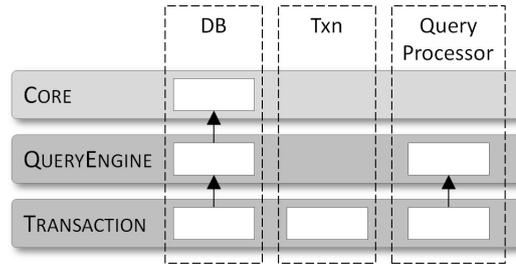 DB
Txn
Query
Processor
CORE
QUERYENGINE
TRANSACTION